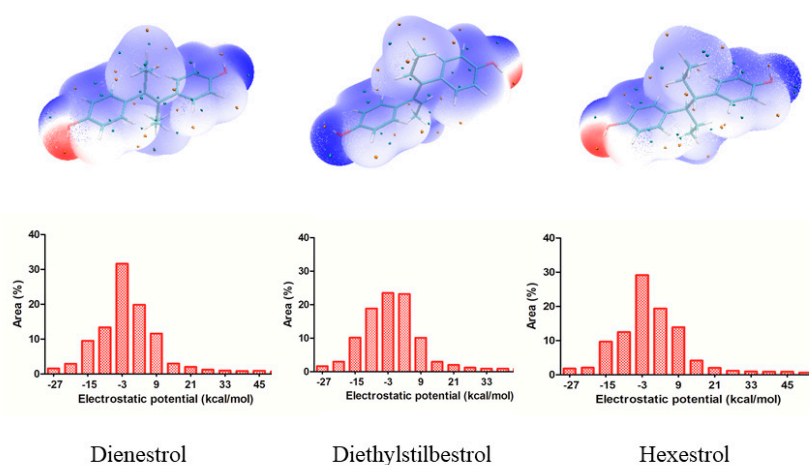 40
30
20
10
0
Area (%)
-27 -15 -3 9 21 33 45
Electrostatic potential (kcal/mol)
40
30
20
10
0
Area (%)
-27 -15 -3 9 21 33
Electrostatic potential (kcal/mol)
40
30
20
10
0
Area (%)
-27 -15 -3 9 21 33 45
Electrostatic potential (kcal/mol)
Dienestrol Diethylstilbestrol Hexestrol